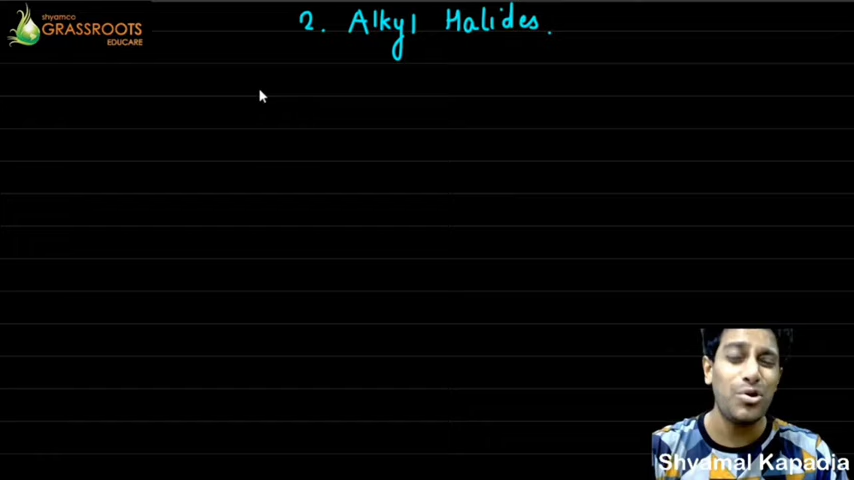 shyamco
GRASSROOTS
EDUCARE
2. Alkyl Halides.
Shyamal Kapadia